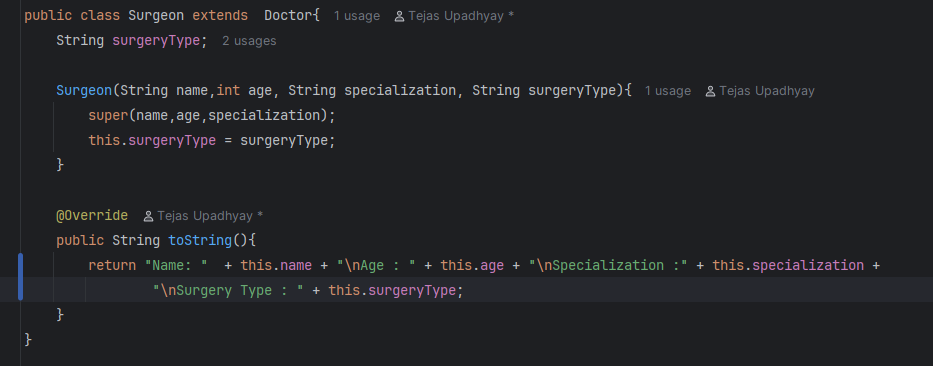 public class Surgeon extends  Doctor{ 1 usage Tejas Upadhyay *
    String surgeryType; 2 usages

    Surgeon(String name,int age, String specialization, String surgeryType){ 1 usage Tejas Upadhyay
        super(name,age,specialization);
        this.surgeryType = surgeryType;
    }

    @Override Tejas Upadhyay *
    public String toString(){
        return "Name: "  + this.name + "\nAge : " + this.age + "\nSpecialization :" + this.specialization +
                "\nSurgery Type : " + this.surgeryType;
    }
}